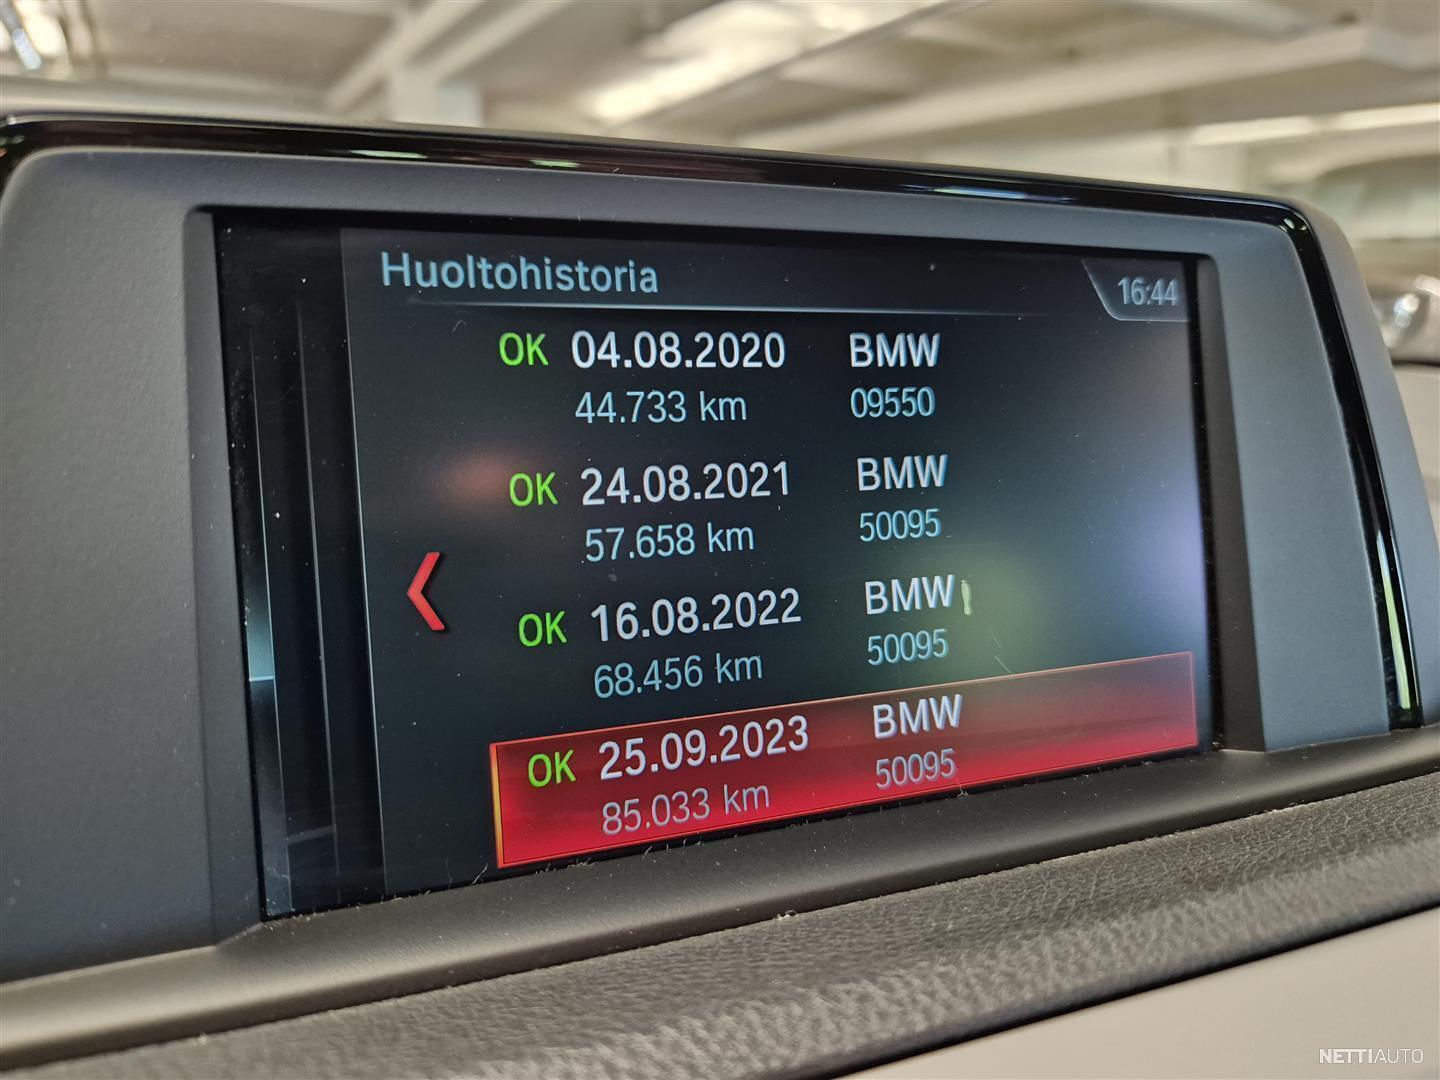 Huoltohistoria 16:44
OK 04.08.2020 BMW
44.733 km 09550
OK 24.08.2021 BMW
57.658 km 50095
OK 16.08.2022 BMW
68.456 km 50095
OK 25.09.2023 BMW
85.033 km 50095
NETTIAUTO